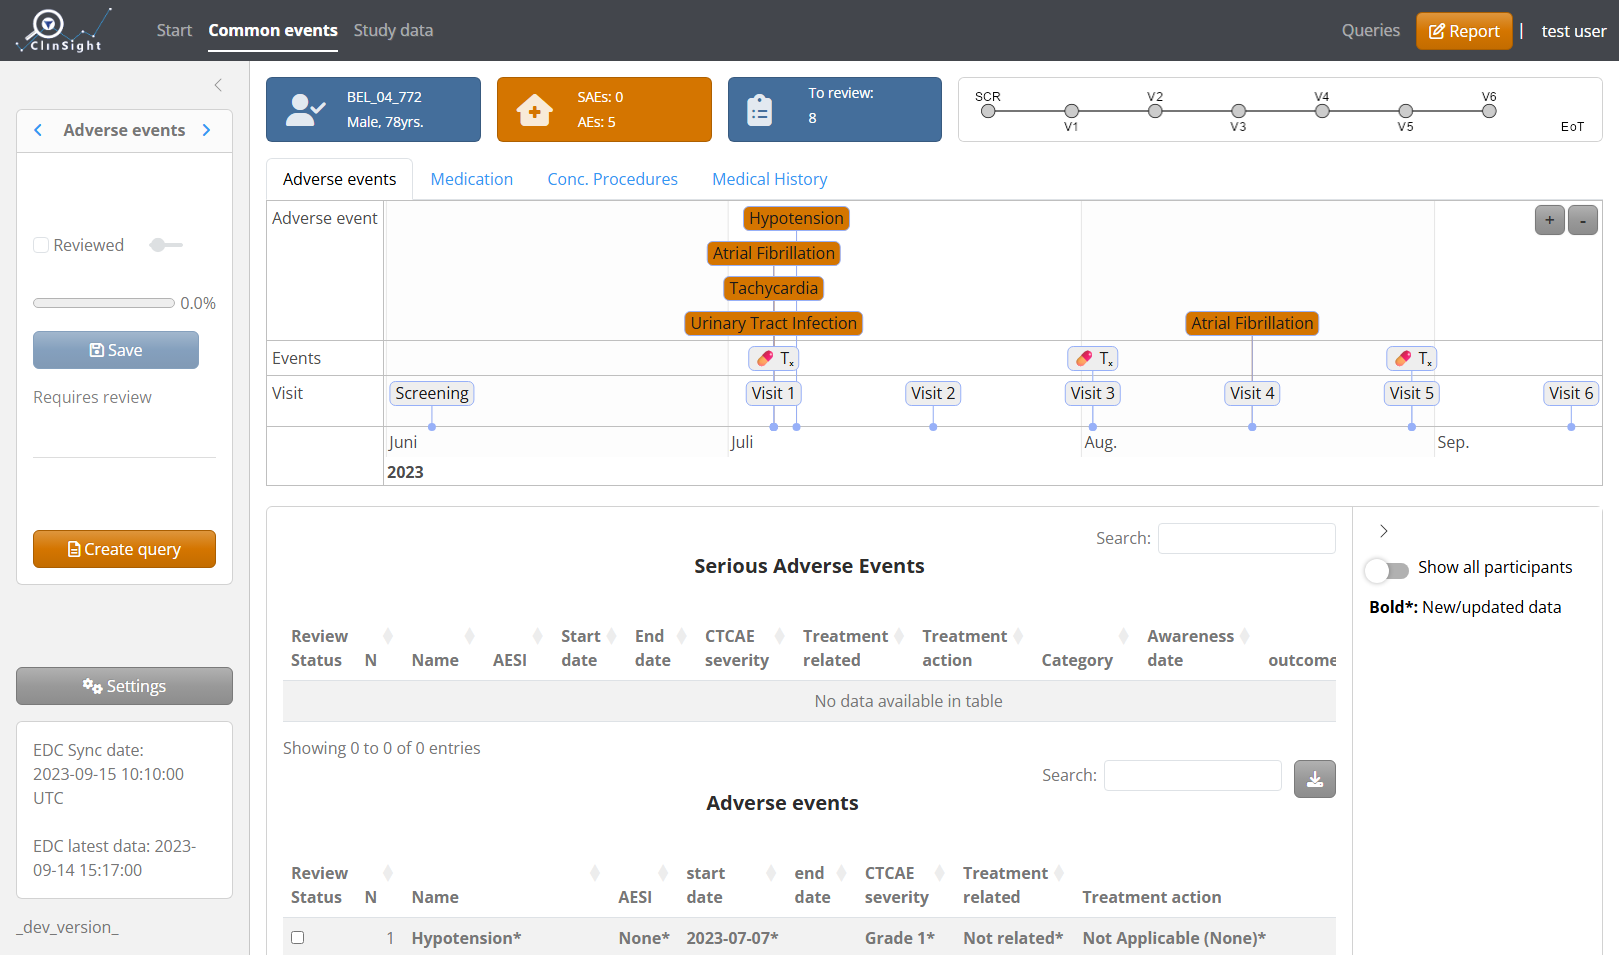 ClinSight
Start
Common events
Study data
Queries
Report
|
test user
Adverse events
Reviewed
0.0%
Save
Requires review
Create query
Settings
EDC Sync date:
2023-09-15 10:10:00
UTC
EDC latest data: 2023-
09-14 15:17:00
_dev_version_
BEL_04_772
Male, 78yrs.
SAEs: 0
AEs: 5
To review:
8
SCR
V1
V2
V3
V4
V5
V6
EoT
Adverse events
Medication
Conc. Procedures
Medical History
Adverse event
+
-
Hypotension
Atrial Fibrillation
Tachycardia
Urinary Tract Infection
Atrial Fibrillation
Events
Tx
Tx
Tx
Visit
Screening
Visit 1
Visit 2
Visit 3
Visit 4
Visit 5
Visit 6
Juni
Juli
Aug.
Sep.
2023
Search:
Serious Adverse Events
Review Status
N
Name
AESI
Start date
End date
CTCAE severity
Treatment related
Treatment action
Category
Awareness date
outcome
No data available in table
Showing 0 to 0 of 0 entries
Search:
Adverse events
Review Status
N
Name
AESI
start date
end date
CTCAE severity
Treatment related
Treatment action
1 Hypotension* None* 2023-07-07* Grade 1* Not related* Not Applicable (None)*
Show all participants
Bold*: New/updated data